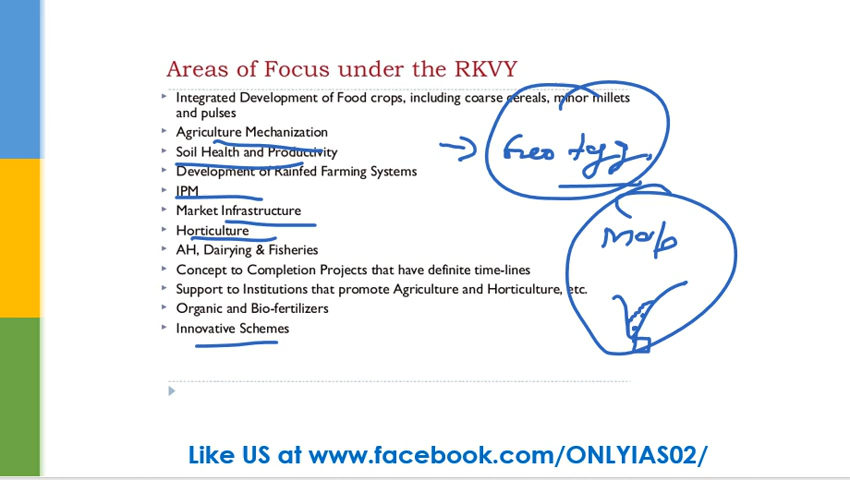 Areas of Focus under the RKVY
Integrated Development of Food crops, including coarse cereals, minor millets
and pulses
Agriculture Mechanization
Soil Health and Productivity
Development of Rainfed Farming Systems
IPM
Market Infrastructure
Horticulture
AH, Dairying & Fisheries
Concept to Completion Projects that have definite time-lines
Support to Institutions that promote Agriculture and Horticulture, etc.
Organic and Bio-fertilizers
Innovative Schemes
Geo
Map
Like US at www.facebook.com/ONLYIAS02/